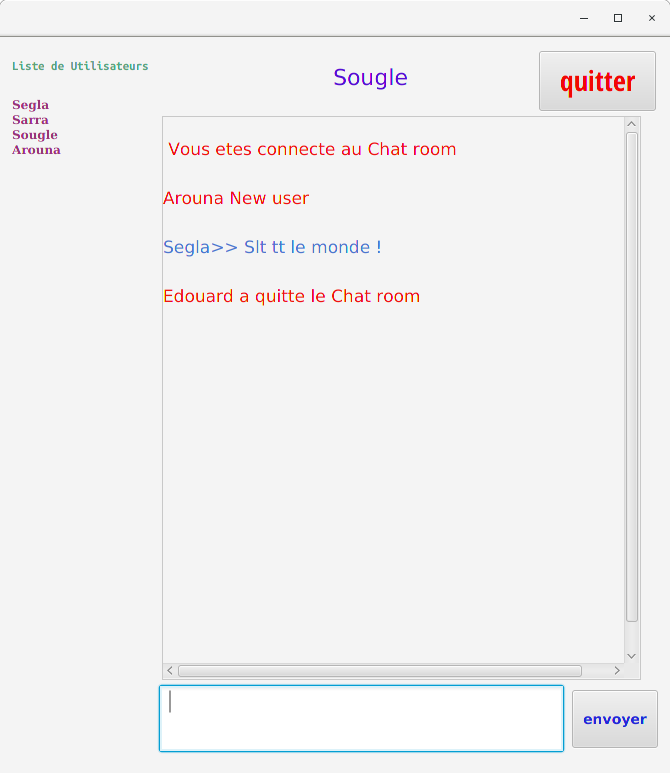 Liste de Utilisateurs
Segla
Sarra
Sougle
Arouna
Sougle
quitter
Vous etes connecte au Chat room
Arouna New user
Segla>> Slt tt le monde !
Edouard a quitte le Chat room
envoyer